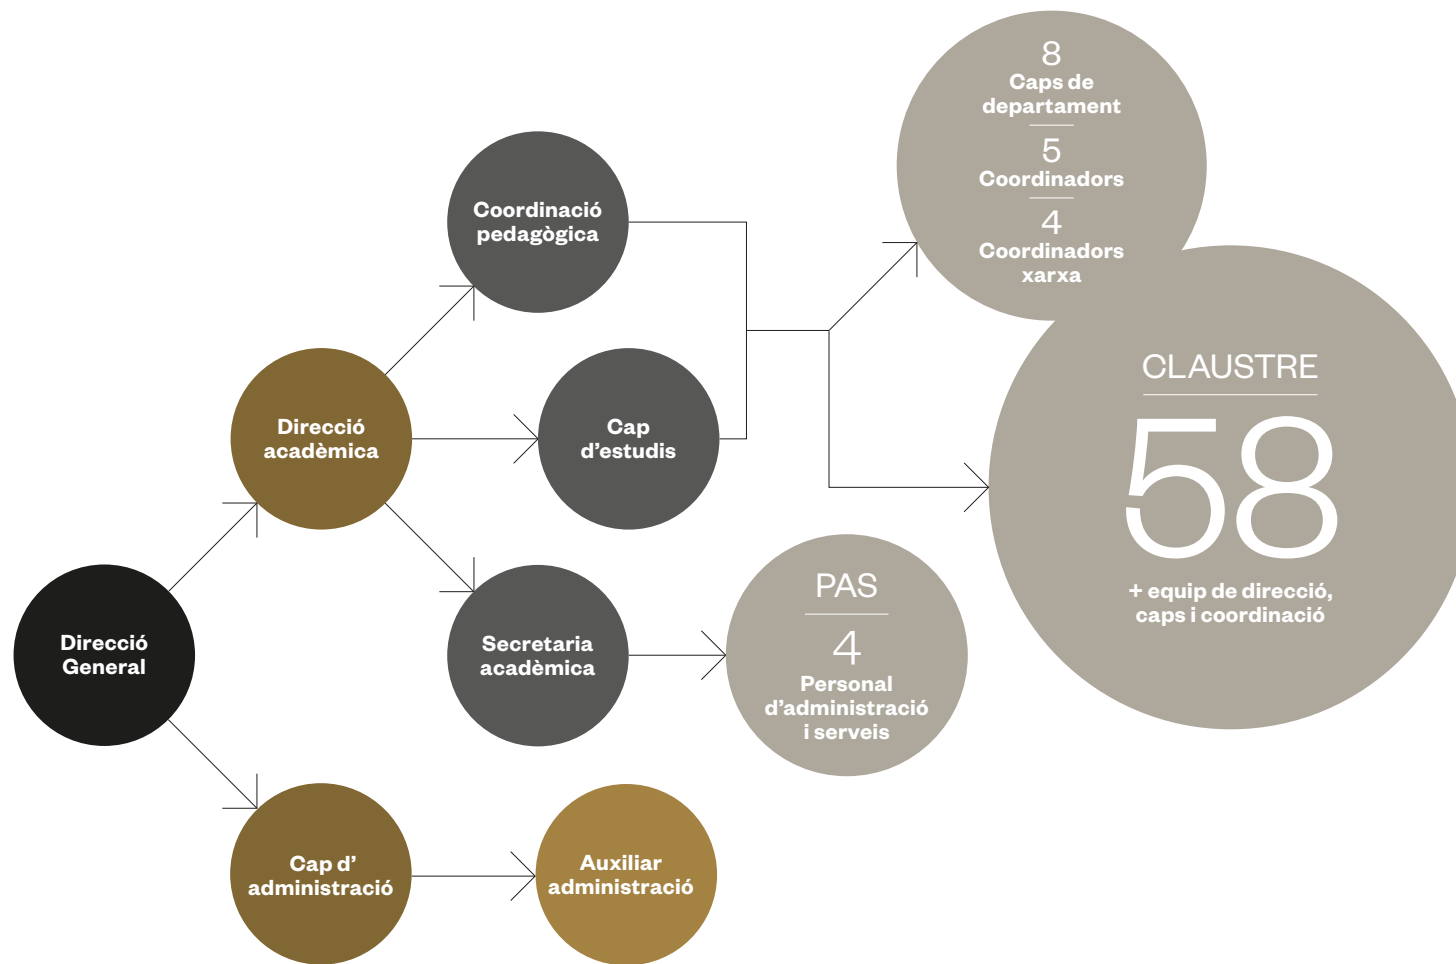 8
Caps de
departament
5
Coordinadors
4
Coordinadors
xarxa
Coordinació
pedagògica
CLAUSTRE
58
+ equip de direcció,
caps i coordinació
Direcció
acadèmica
Cap
d’estudis
PAS
4
Personal
d’administració
i serveis
Direcció
General
Secretaria
acadèmica
Cap d’
administració
Auxiliar
administració